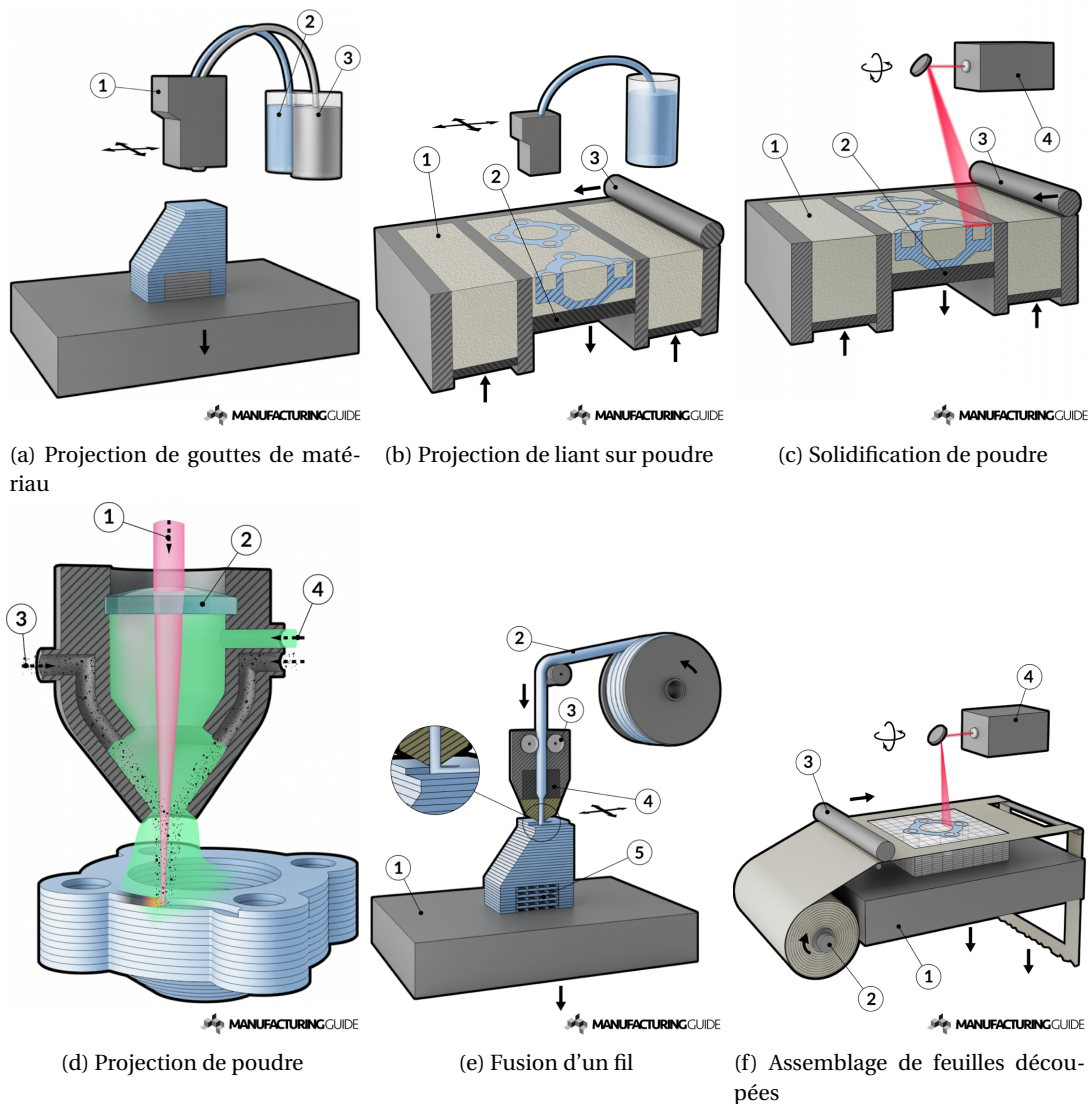 1
2
3
MANUFACTURINGGUIDE
(a) Projection de gouttes de maté-
riau
1
2
3
MANUFACTURINGGUIDE
(b) Projection de liant sur poudre
1
2
3
4
MANUFACTURINGGUIDE
(c) Solidification de poudre
1
2
3
4
MANUFACTURINGGUIDE
(d) Projection de poudre
2
3
4
5
1
MANUFACTURINGGUIDE
(e) Fusion d'un fil
4
3
1
2
MANUFACTURINGGUIDE
(f) Assemblage de feuilles décou-
pées